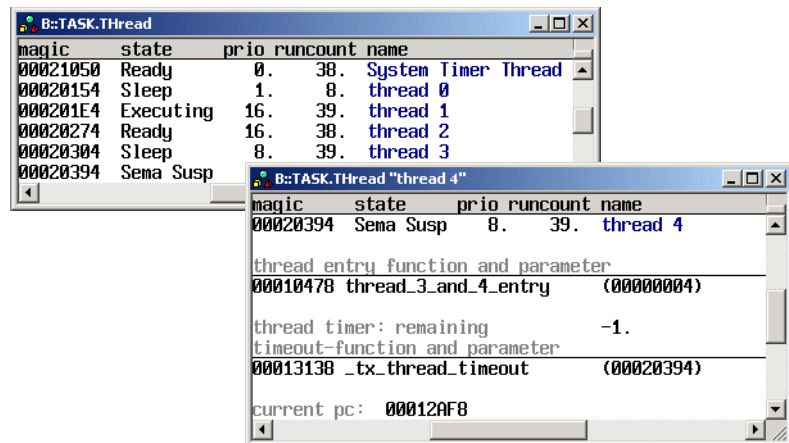 B::TASK.THread
magic state prio runcount name
00021050 Ready 0. 38. System Timer Thread
00020154 Sleep 1. 8. thread 0
000201E4 Executing 16. 39. thread 1
00020274 Ready 16. 38. thread 2
00020304 Sleep 8. 39. thread 3
00020394 Sema Susp
B::TASK.THread "thread 4"
magic state prio runcount name
00020394 Sema Susp 8. 39. thread 4
thread entry function and parameter
00010478 thread_3_and_4_entry (00000004)
thread timer: remaining -1.
timeout-function and parameter
00013138 _tx_thread_timeout (00020394)
current pc: 00012AF8